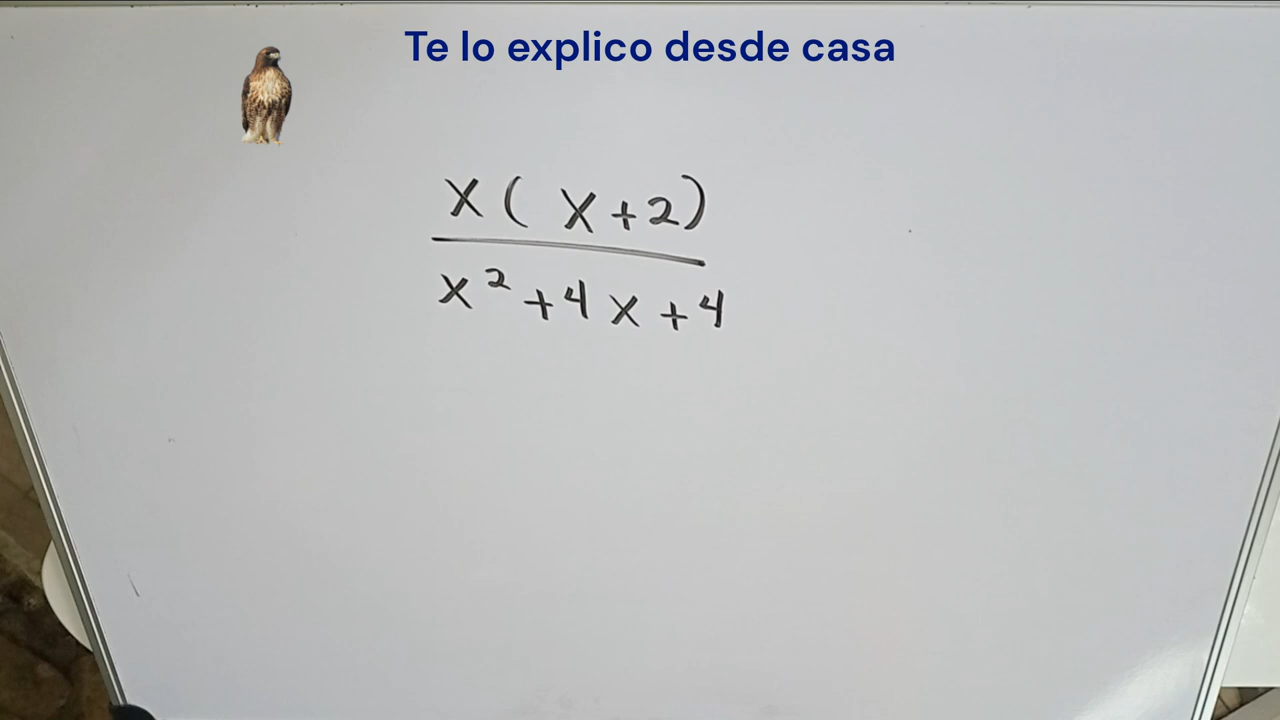 Te lo explico desde casa
x( x+2)
x² +4x+4